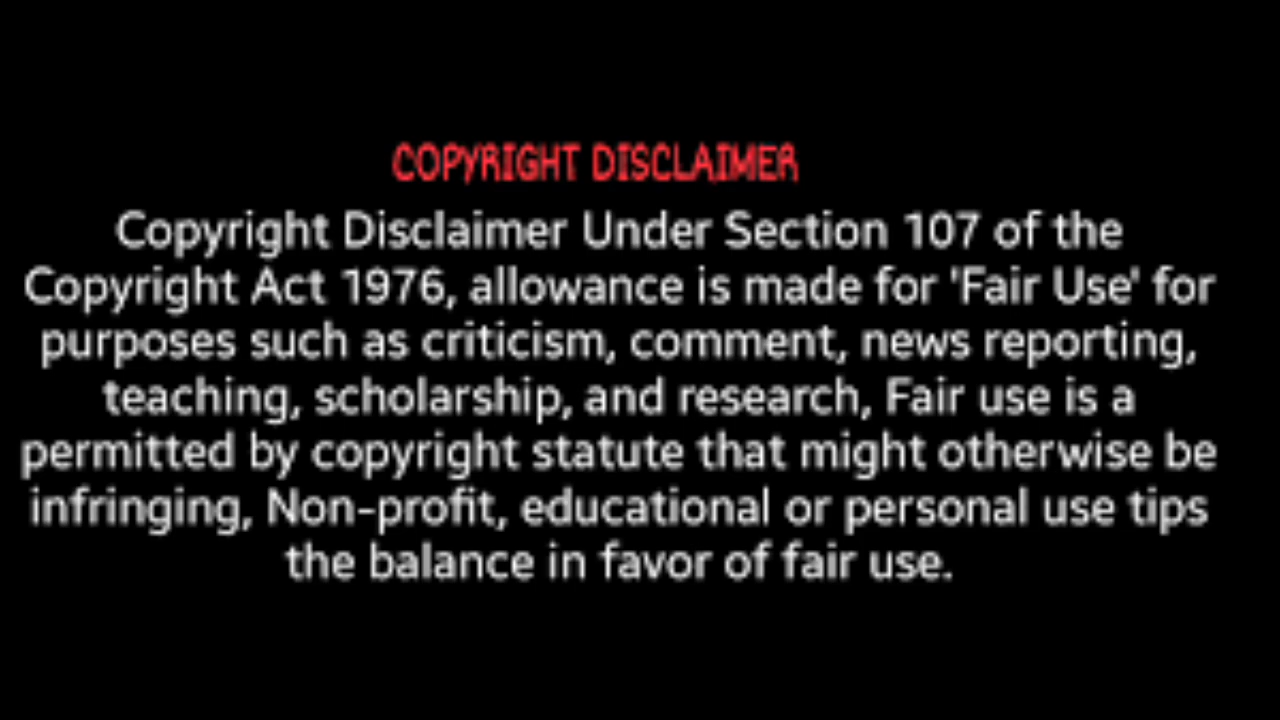 COPYRIGHT DISCLAIMER
Copyright Disclaimer Under Section 107 of the
Copyright Act 1976, allowance is made for 'Fair Use' for
purposes such as criticism, comment, news reporting,
teaching, scholarship, and research, Fair use is a
permitted by copyright statute that might otherwise be
infringing, Non-profit, educational or personal use tips
the balance in favor of fair use.